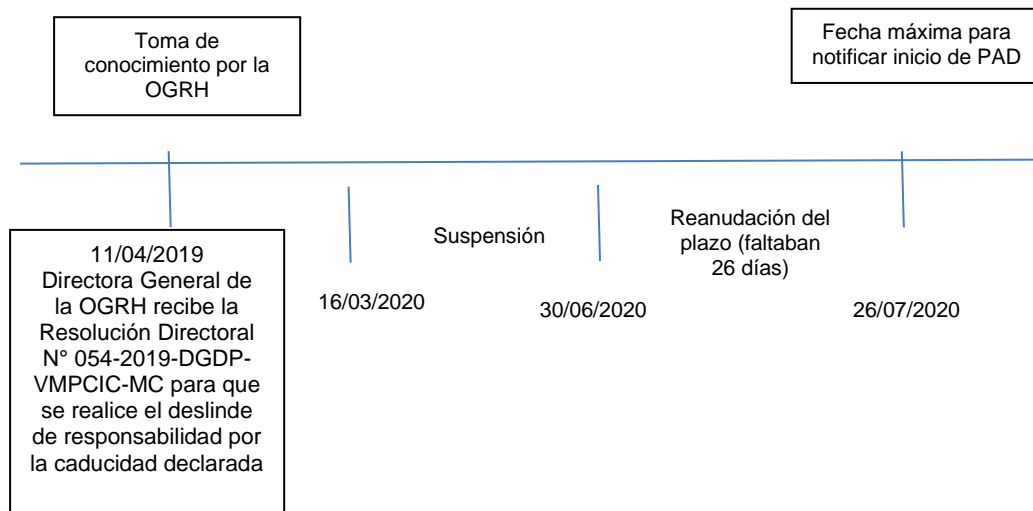 Toma de
conocimiento por la
OGRH
Fecha máxima para
notificar inicio de PAD
11/04/2019
Directora General de
la OGRH recibe la
Resolución Directoral
N° 054-2019-DGDP-
VMPCIC-MC para que
se realice el deslinde
de responsabilidad por
la caducidad declarada
16/03/2020
Suspensión
30/06/2020
Reanudación del
plazo (faltaban
26 días)
26/07/2020